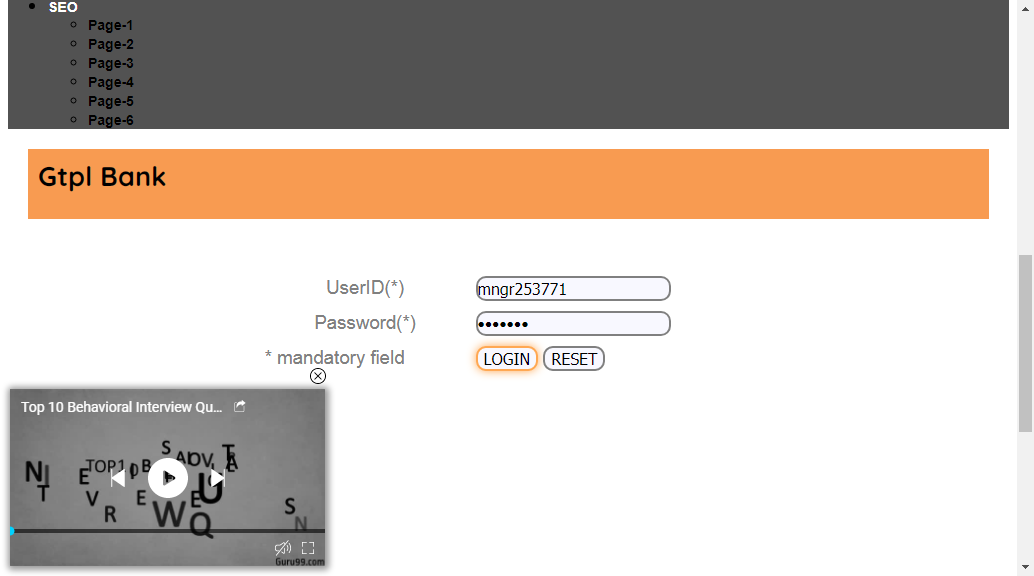 SEO
Page-1
Page-2
Page-3
Page-4
Page-5
Page-6
Gtpl Bank
UserID(*) mngr253771
Password(*) •••••••
* mandatory field LOGIN RESET
Top 10 Behavioral Interview Qu...
Guru99.com